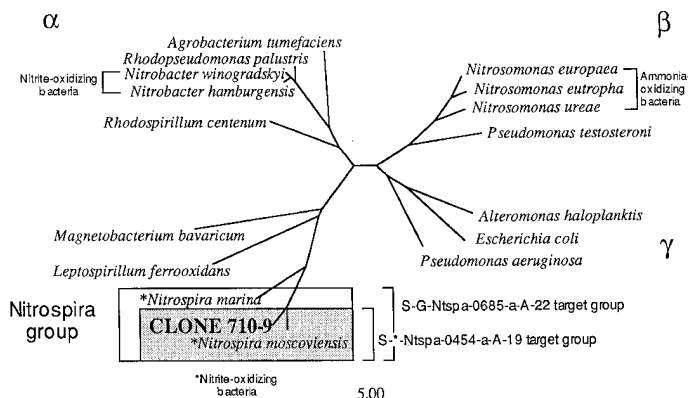 α
β
Agrobacterium tumefaciens
Rhodopseudomonas palustris
Nitrobacter winogradskyi
Nitrobacter hamburgensis
Nitrite-oxidizing
bacteria
Rhodospirillum centenum
Nitrosomonas europaea
Nitrosomonas eutropha
Nitrosomonas ureae
Ammonia-
oxidizing
bacteria
Pseudomonas testosteroni
Alteromonas haloplanktis
Escherichia coli
Pseudomonas aeruginosa
γ
Magnetobacterium bavaricum
Leptospirillum ferrooxidans
Nitrospira
group
*Nitrospira marina
CLONE 710-9
*Nitrospira moscoviensis
S-G-Ntspa-0685-a-A-22 target group
S-*-Ntspa-0454-a-A-19 target group
*Nitrite-oxidizing
bacteria
5.00